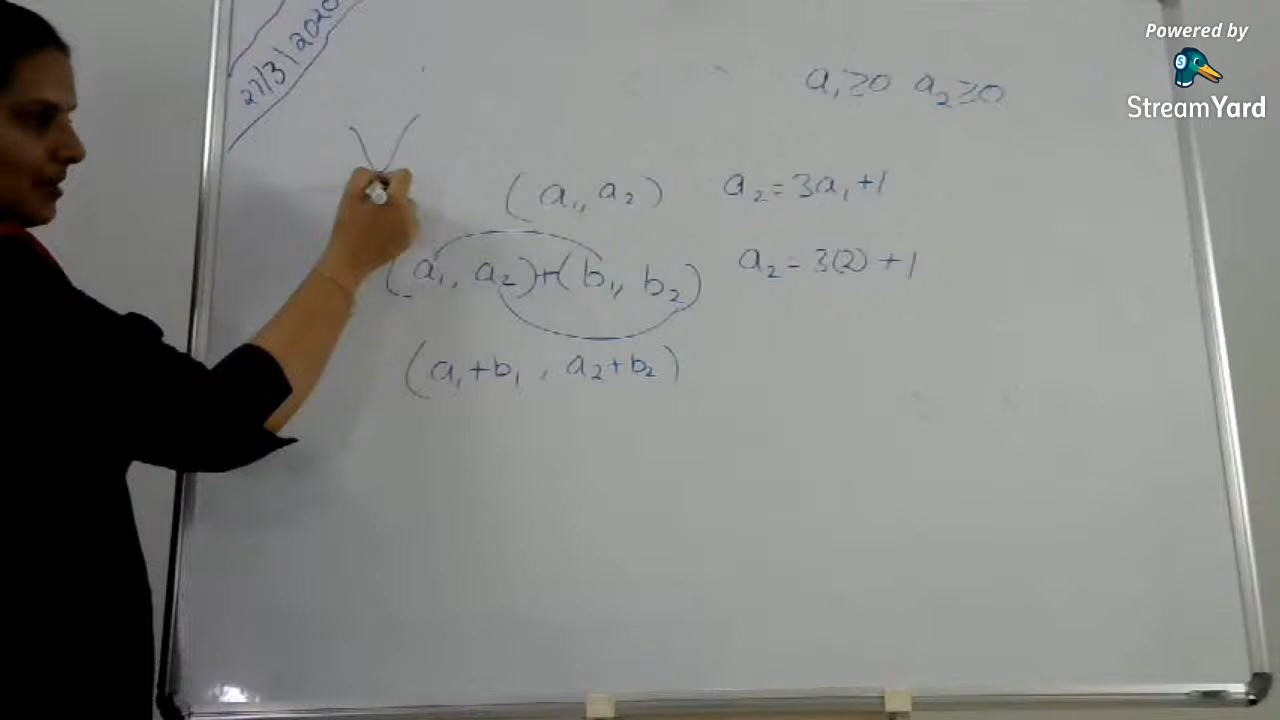 27/3/2020
Powered by
StreamYard
a₁≥0 a₂≥0
V
(a₁, a₂) a₂=3a₁+1
(a₁, a₂)+(b₁, b₂) a₂=3(2)+1
(a₁+b₁, a₂+b₂)